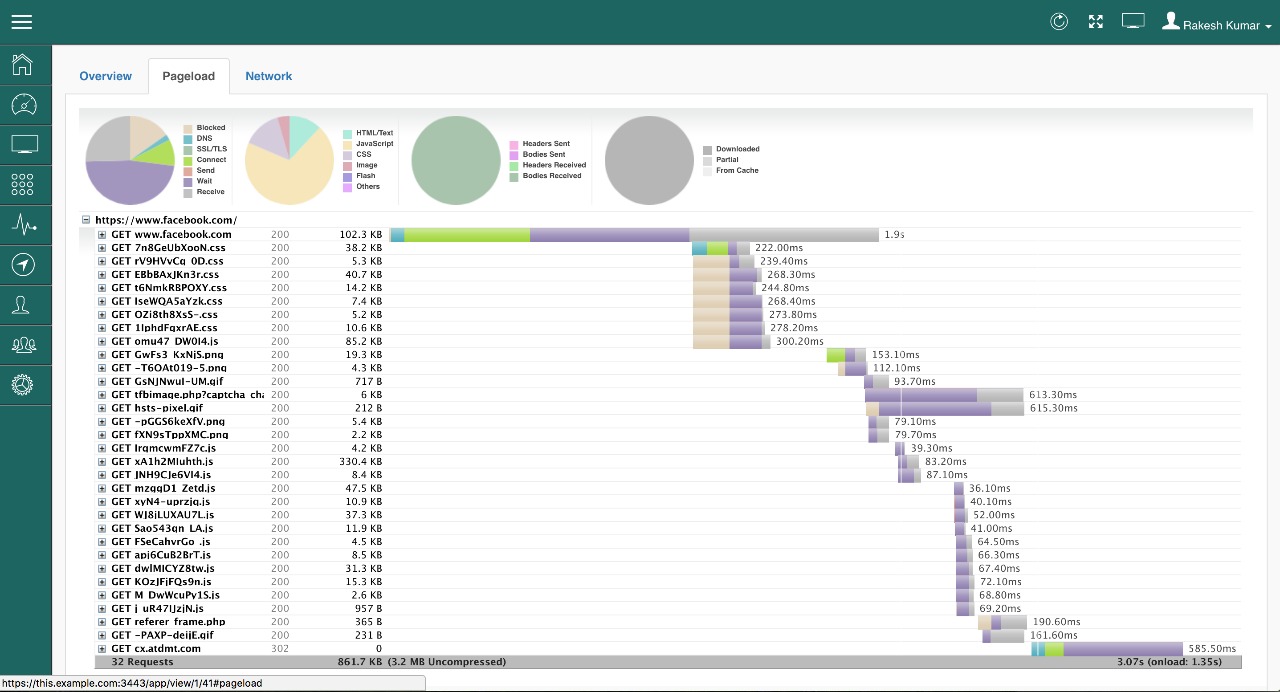 Rakesh Kumar
Overview Pageload Network
Blocked
DNS
SSL/TLS
Connect
Send
Wait
Receive
HTML/Text
JavaScript
CSS
Image
Flash
Others
Headers Sent
Bodies Sent
Headers Received
Bodies Received
Downloaded
Partial
From Cache
https://www.facebook.com/
GET www.facebook.com 200 102.3 KB 1.9s
GET 7n8GeUbXooN.css 200 38.2 KB 222.00ms
GET rV9HVvCq_0D.css 200 5.3 KB 239.40ms
GET EBbBAxJKn3r.css 200 40.7 KB 268.30ms
GET t6NmkRBPOXY.css 200 14.2 KB 244.80ms
GET IseWQA5aYzk.css 200 7.4 KB 268.40ms
GET OZi8th8XsS-.css 200 5.2 KB 273.80ms
GET 1lphdFqxrAE.css 200 10.6 KB 278.20ms
GET omu47_DW0I4.js 200 85.2 KB 300.20ms
GET GwFs3_KxNjS.png 200 19.3 KB 153.10ms
GET -T6OAt019-5.png 200 4.3 KB 112.10ms
GET GsNJNwuI-UM.gif 200 717 B 93.70ms
GET tfbimage.php?captcha_cha 200 6 KB 613.30ms
GET hsts-pixel.gif 200 212 B 615.30ms
GET -pGGS6keXfV.png 200 5.4 KB 79.10ms
GET fXN9sTppXMC.png 200 2.2 KB 79.70ms
GET IrqmcwmFZ7c.js 200 4.2 KB 39.30ms
GET xA1h2MIuhth.js 200 330.4 KB 83.20ms
GET JNH9CJe6Vl4.js 200 8.4 KB 87.10ms
GET mzqqD1_Zetd.js 200 47.5 KB 36.10ms
GET xyN4-uprziq.js 200 10.9 KB 40.10ms
GET WJ8jLUXAU7L.js 200 37.3 KB 52.00ms
GET Sao543qn_LA.js 200 11.9 KB 41.00ms
GET FSeCahvrGo_.js 200 4.5 KB 64.50ms
GET apj6CuB2BrT.js 200 8.5 KB 66.30ms
GET dwlMICYZ8tw.js 200 31.3 KB 67.40ms
GET KOzJFjFQs9n.js 200 15.3 KB 72.10ms
GET M_DwWcuPy1S.js 200 2.6 KB 68.80ms
GET j_uR47IJzjN.js 200 957 B 69.20ms
GET referer_frame.php 200 365 B 190.60ms
GET -PAXP-deijE.gif 200 231 B 161.60ms
GET cx.atdmt.com 302 0 585.50ms
32 Requests 861.7 KB (3.2 MB Uncompressed) 3.07s (onload: 1.35s)
https://this.example.com:3443/app/view/1/41#pageload